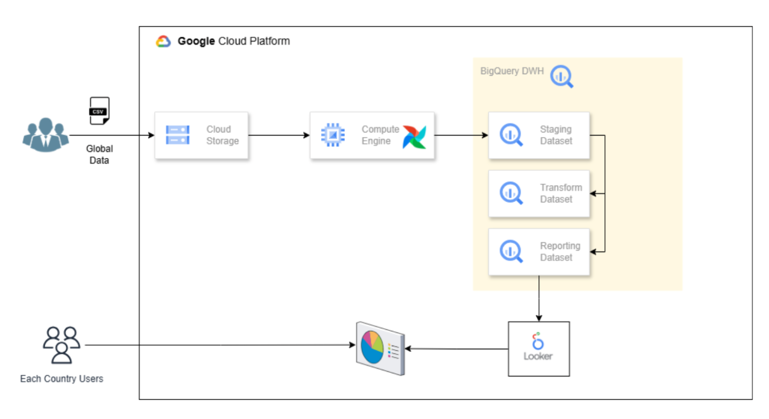 Google Cloud Platform
BigQuery DWH
CSV
Global
Data
Cloud
Storage
Compute
Engine
Staging
Dataset
Transform
Dataset
Reporting
Dataset
Looker
Each Country Users